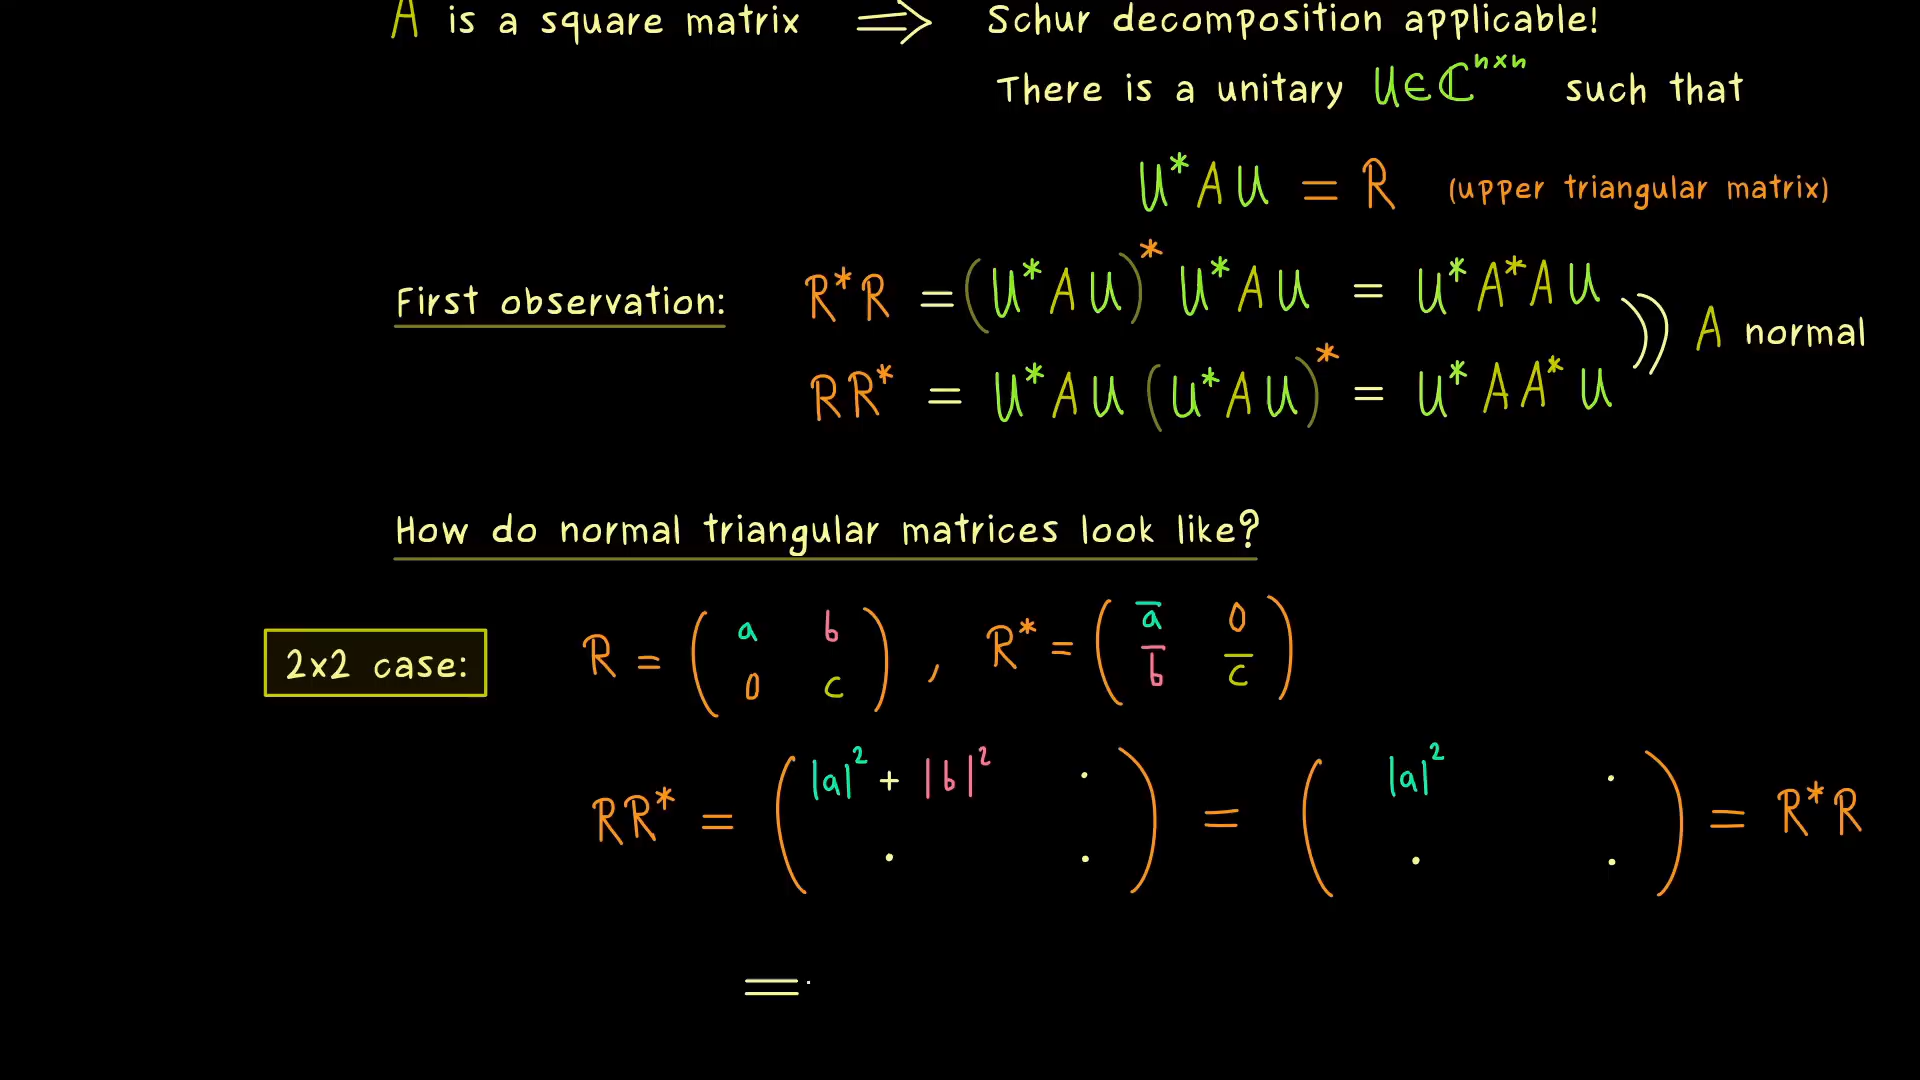 A is a square matrix ⟹ Schur decomposition applicable!
There is a unitary U∈ℂⁿˣⁿ such that
U*AU = R (upper triangular matrix)
First observation: R*R = (U*AU)* U*AU = U*A*AU
RR* = U*AU (U*AU)* = U*AA*U
A normal
How do normal triangular matrices look like?
2x2 case: R = ( a b ; 0 c ) , R* = ( a̅ 0 ; b̅ c̅ )
RR* = ( |a|² + |b|² · ; · · ) = ( |a|² · ; · · ) = R*R
=